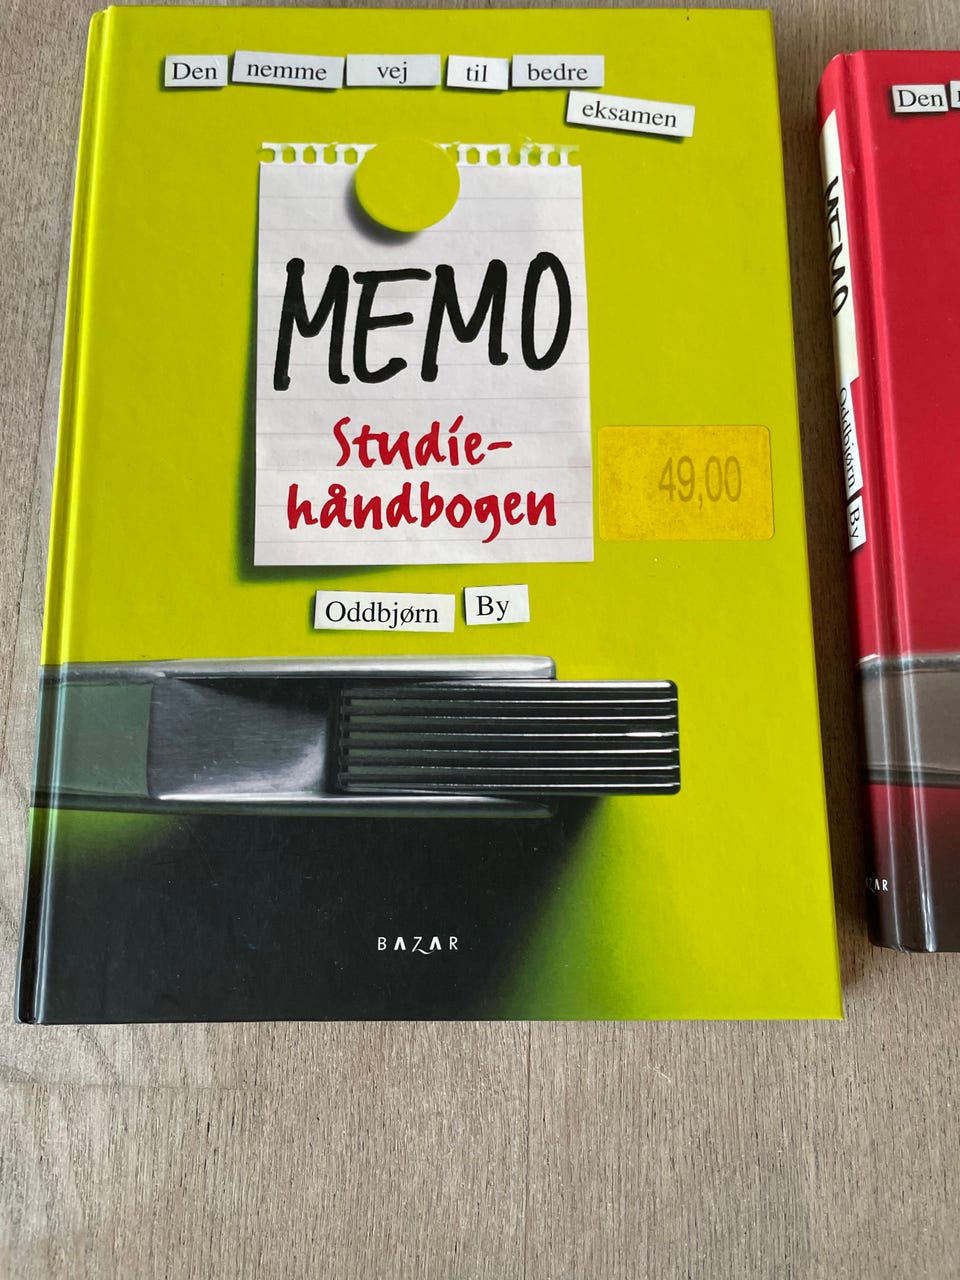 Den nemme vej til bedre
eksamen
MEMO
Studie-
håndbogen
49,00
Oddbjørn By
BAZAR
Den
MEMO
Oddbjørn By